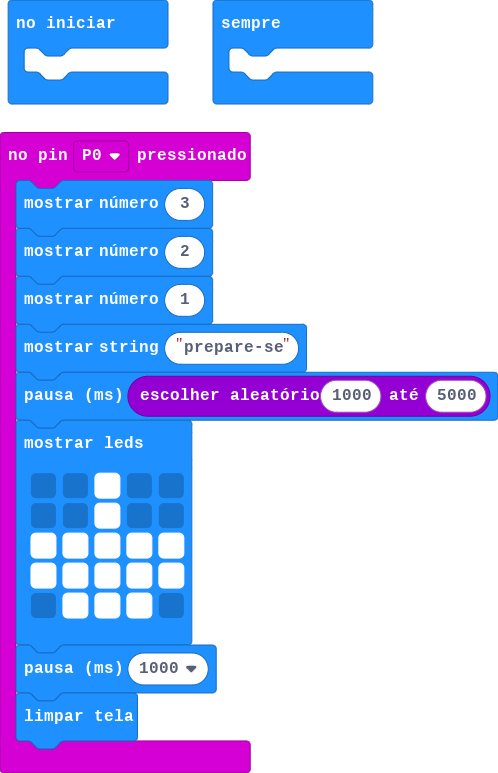 no iniciar
sempre
no pin P0 pressionado
mostrar número 3
mostrar número 2
mostrar número 1
mostrar string "prepare-se"
pausa (ms) escolher aleatório 1000 até 5000
mostrar leds
pausa (ms) 1000
limpar tela